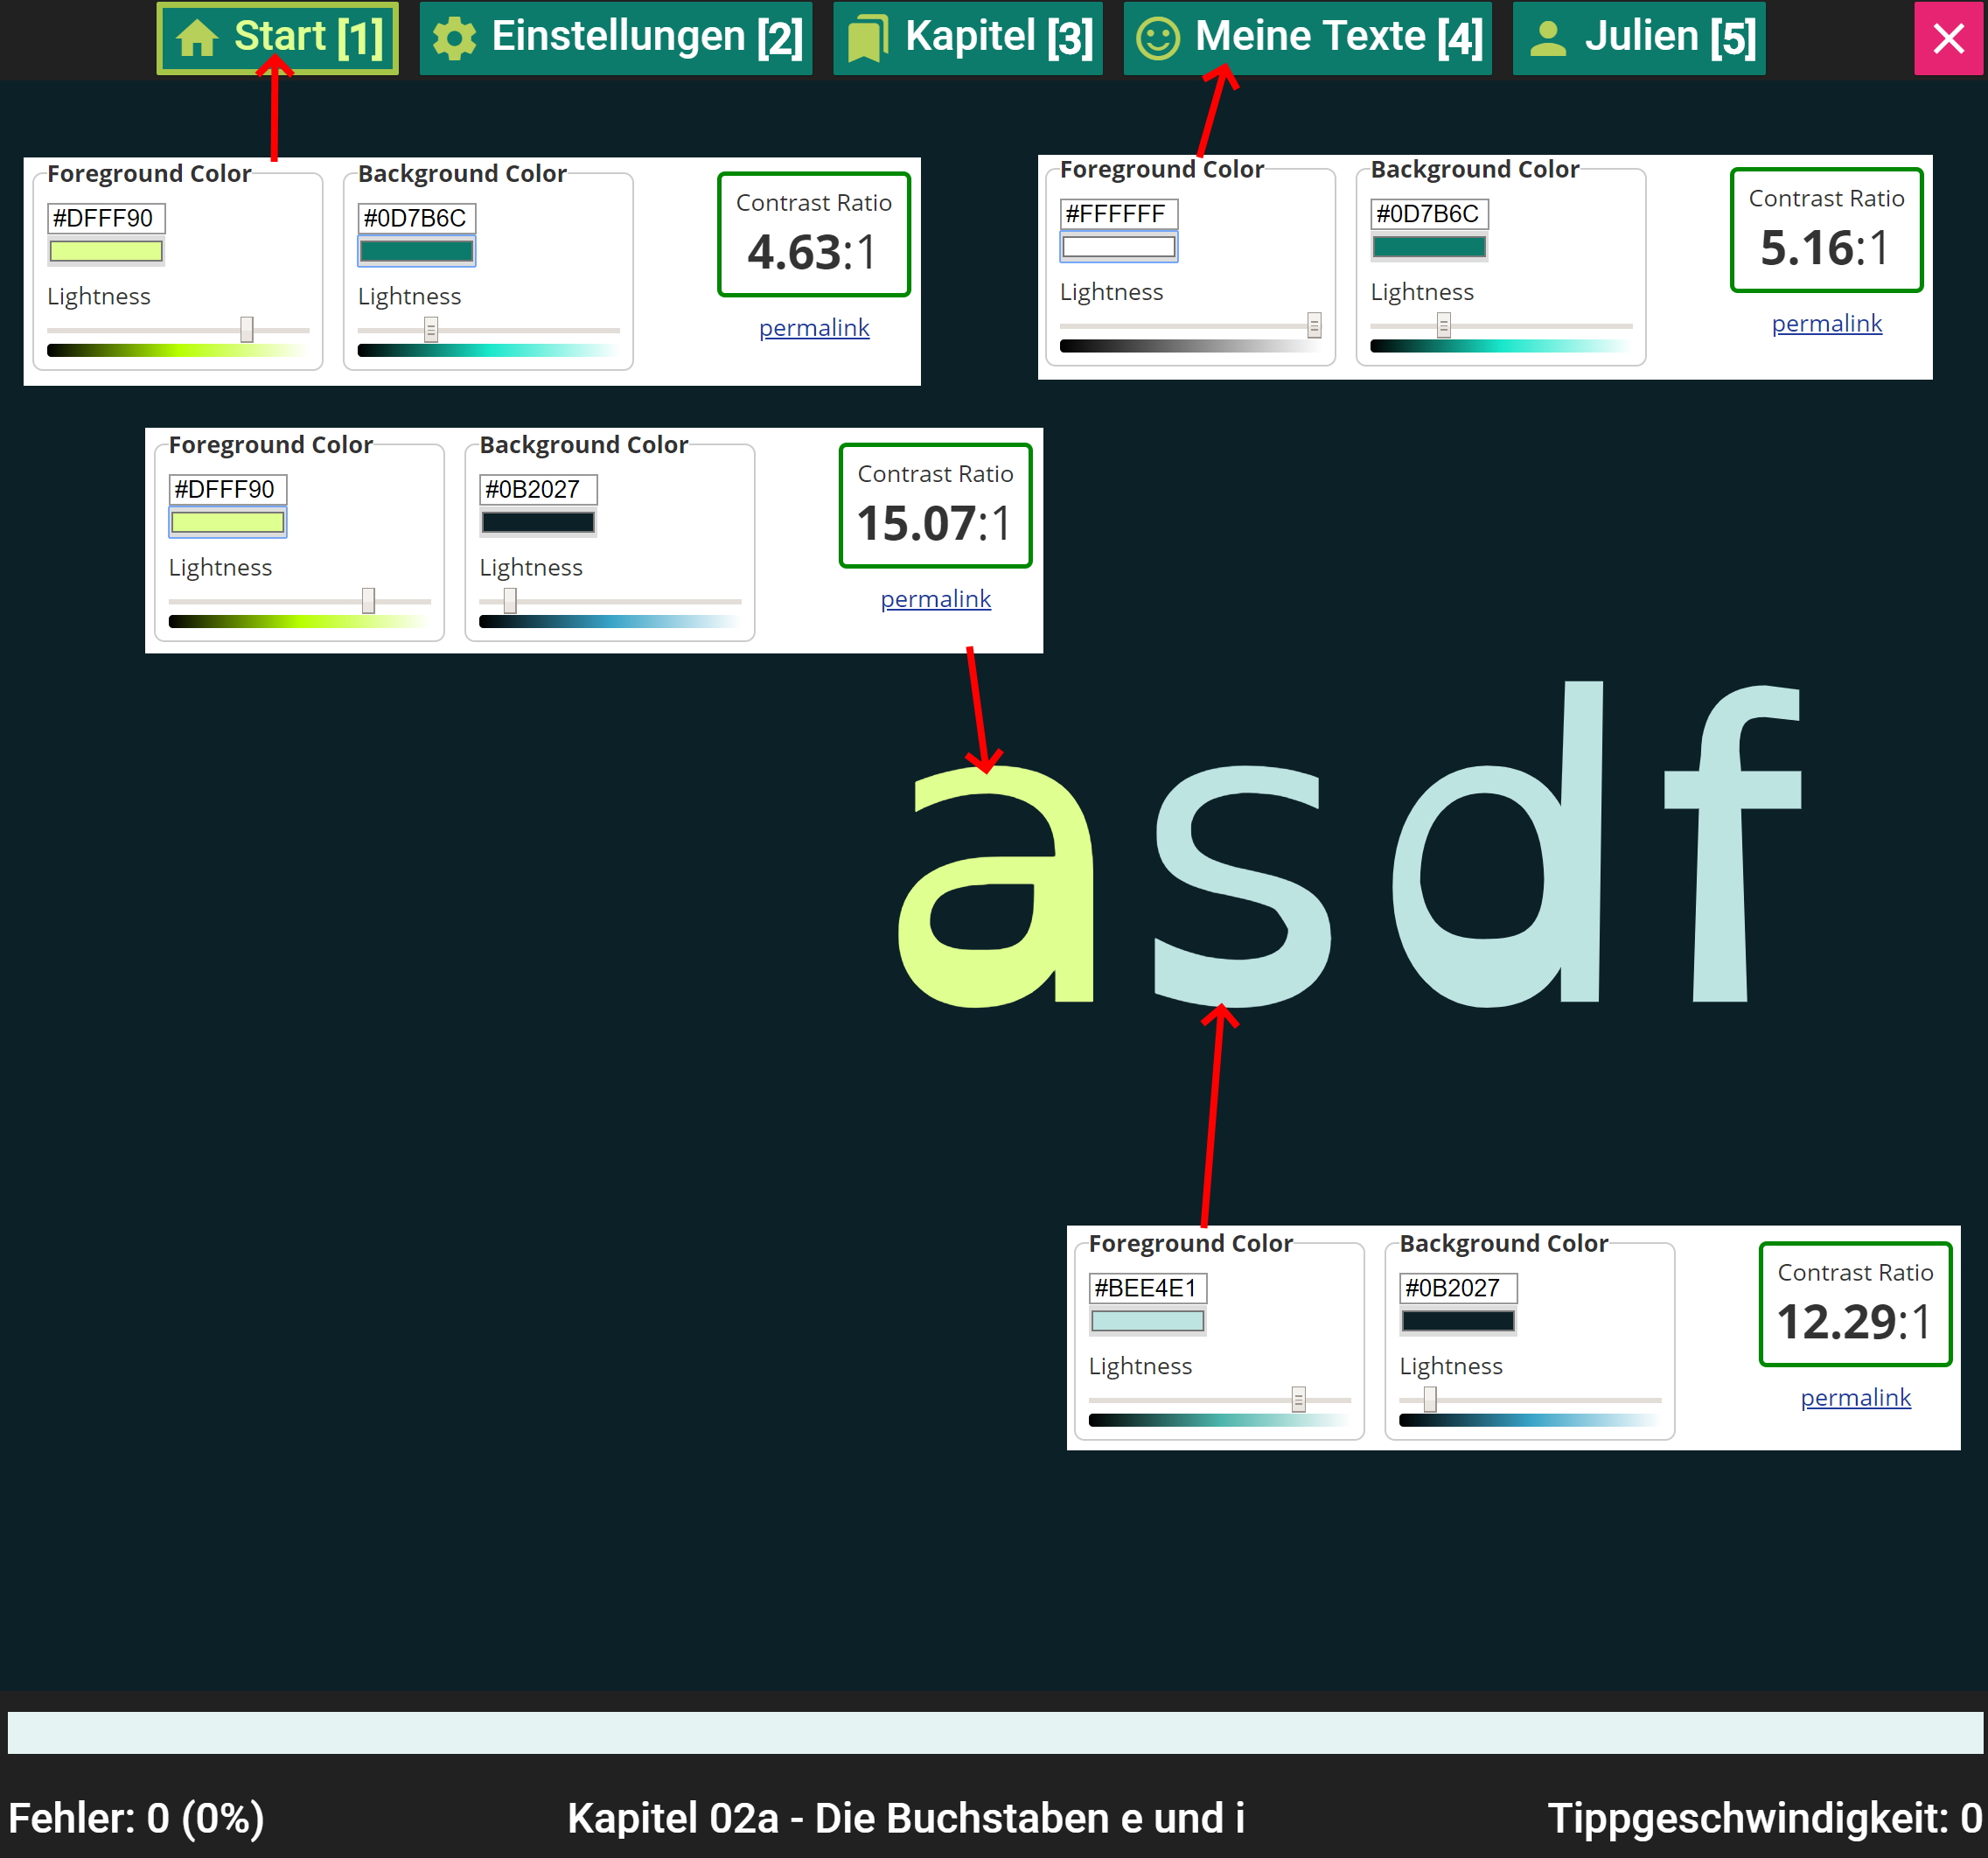 Start [1] Einstellungen [2] Kapitel [3] Meine Texte [4] Julien [5]
Foreground Color Background Color
#DFFF90 #0D7B6C
Contrast Ratio
4.63:1
Lightness Lightness
permalink
Foreground Color Background Color
#FFFFFF #0D7B6C
Contrast Ratio
5.16:1
Lightness Lightness
permalink
Foreground Color Background Color
#DFFF90 #0B2027
Contrast Ratio
15.07:1
Lightness Lightness
permalink
asdf
Foreground Color Background Color
#BEE4E1 #0B2027
Contrast Ratio
12.29:1
Lightness Lightness
permalink
Fehler: 0 (0%) Kapitel 02a - Die Buchstaben e und i Tippgeschwindigkeit: 0